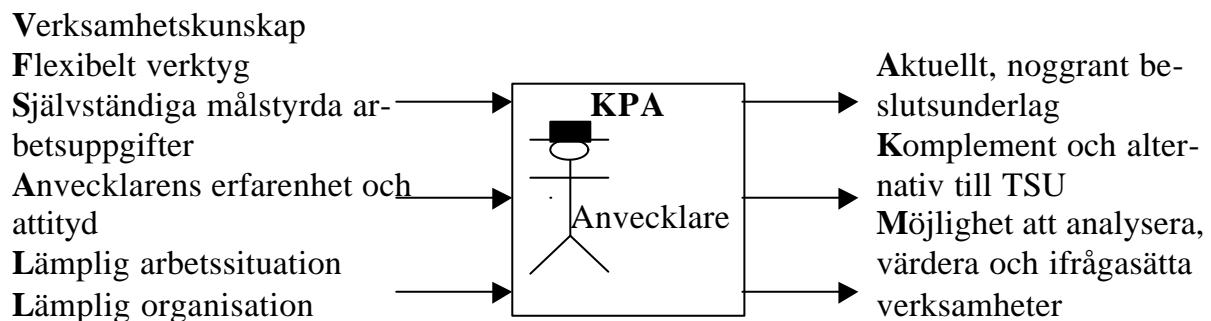 Verksamhetskunskap
Flexibelt verktyg
Självständiga målstyrda ar-
betsuppgifter
Anvecklarens erfarenhet och
attityd
Lämplig arbetssituation
Lämplig organisation
KPA
Anvecklare
Aktuellt, noggrant be-
slutsunderlag
Komplement och alter-
nativ till TSU
Möjlighet att analysera,
värdera och ifrågasätta
verksamheter